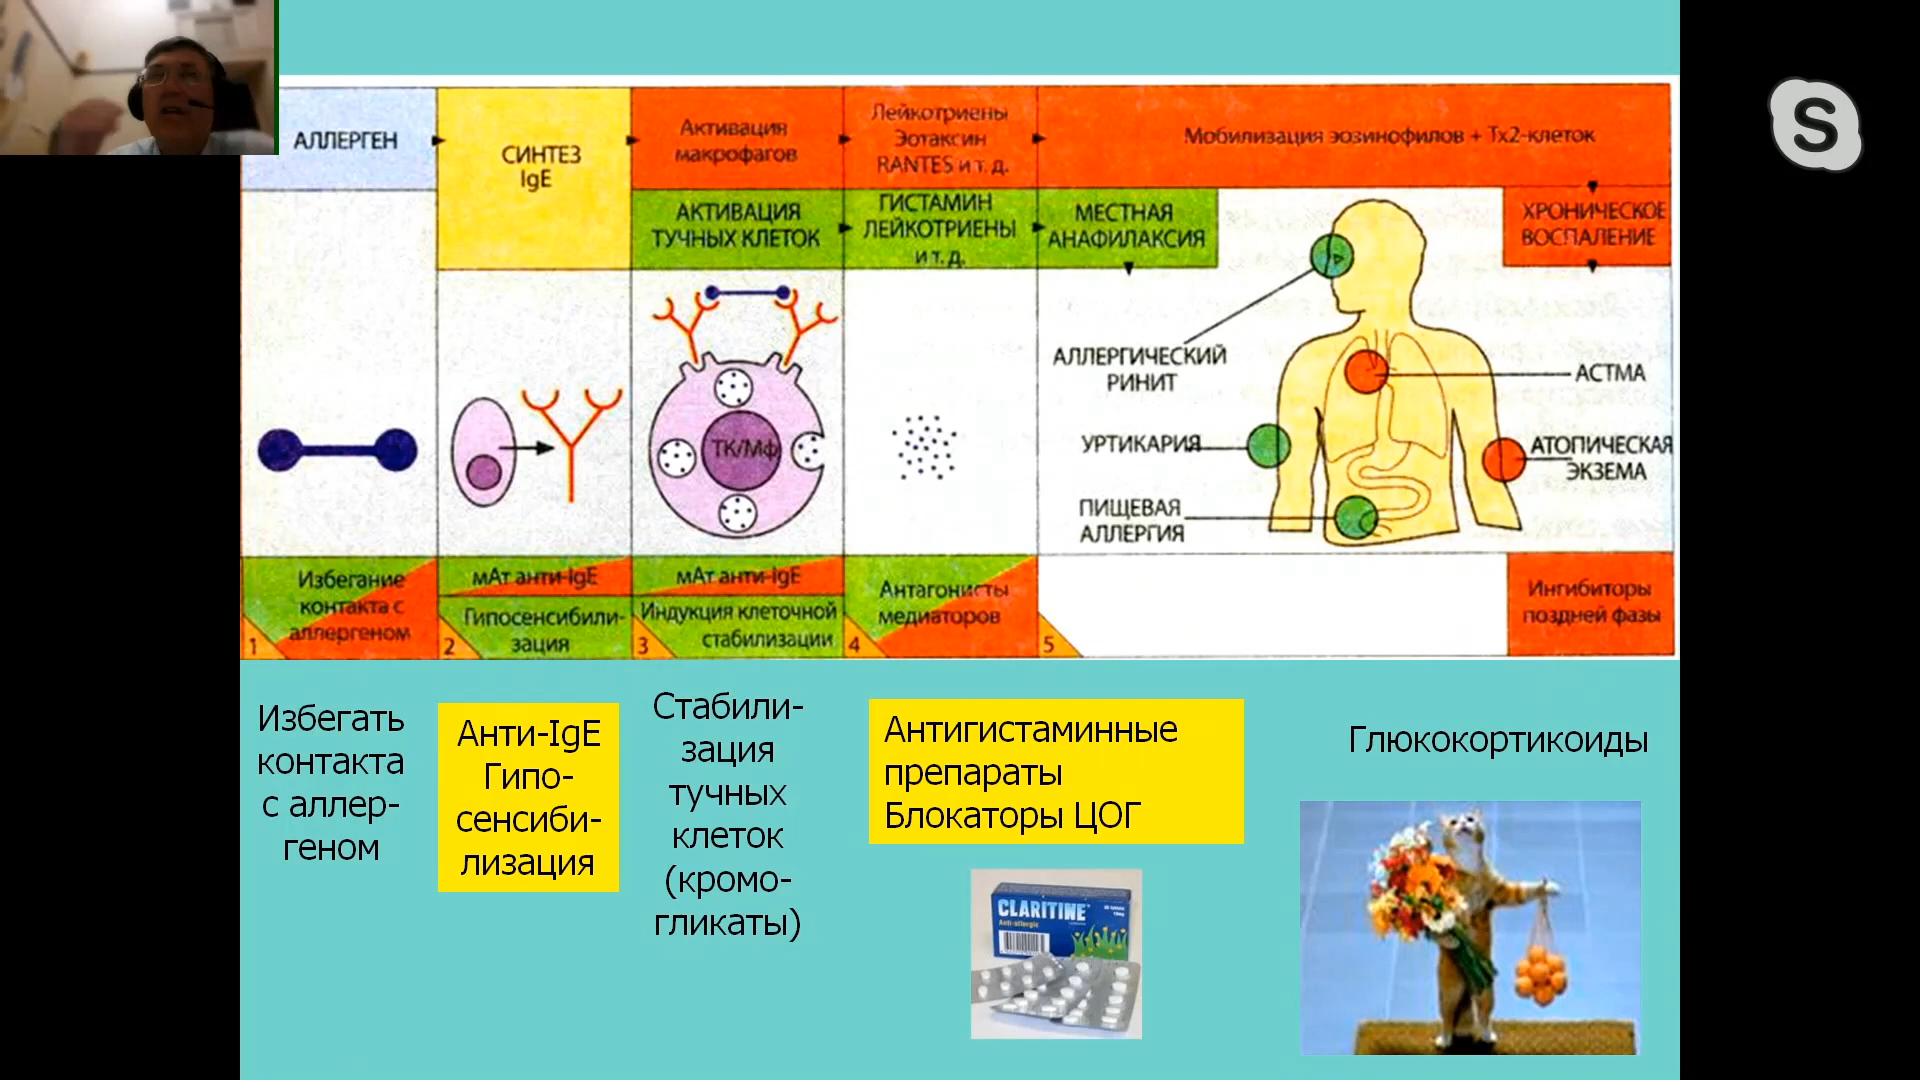 АЛЛЕРГЕН
СИНТЕЗ
IgE
Активация
макрофагов
Лейкотриены
Эотаксин
RANTES и т. д.
Мобилизация эозинофилов + Тх2-клеток
АКТИВАЦИЯ
ТУЧНЫХ КЛЕТОК
ГИСТАМИН
ЛЕЙКОТРИЕНЫ
и т. д.
МЕСТНАЯ
АНАФИЛАКСИЯ
ХРОНИЧЕСКОЕ
ВОСПАЛЕНИЕ
S
ТК/Мф
АЛЛЕРГИЧЕСКИЙ
РИНИТ
АСТМА
УРТИКАРИЯ
АТОПИЧЕСКАЯ
ЭКЗЕМА
ПИЩЕВАЯ
АЛЛЕРГИЯ
Избегание
контакта с
аллергеном
1
мАт анти-IgE
Гипосенсибили-
зация
2
мАт анти-IgE
Индукция клеточной
стабилизации
3
Антагонисты
медиаторов
4
5
Ингибиторы
поздней фазы
Избегать
контакта
с аллер-
геном
Анти-IgE
Гипо-
сенсиби-
лизация
Стабили-
зация
тучных
клеток
(кромо-
гликаты)
Антигистаминные
препараты
Блокаторы ЦОГ
Глюкокортикоиды
CLARITINE
Anti-allergic